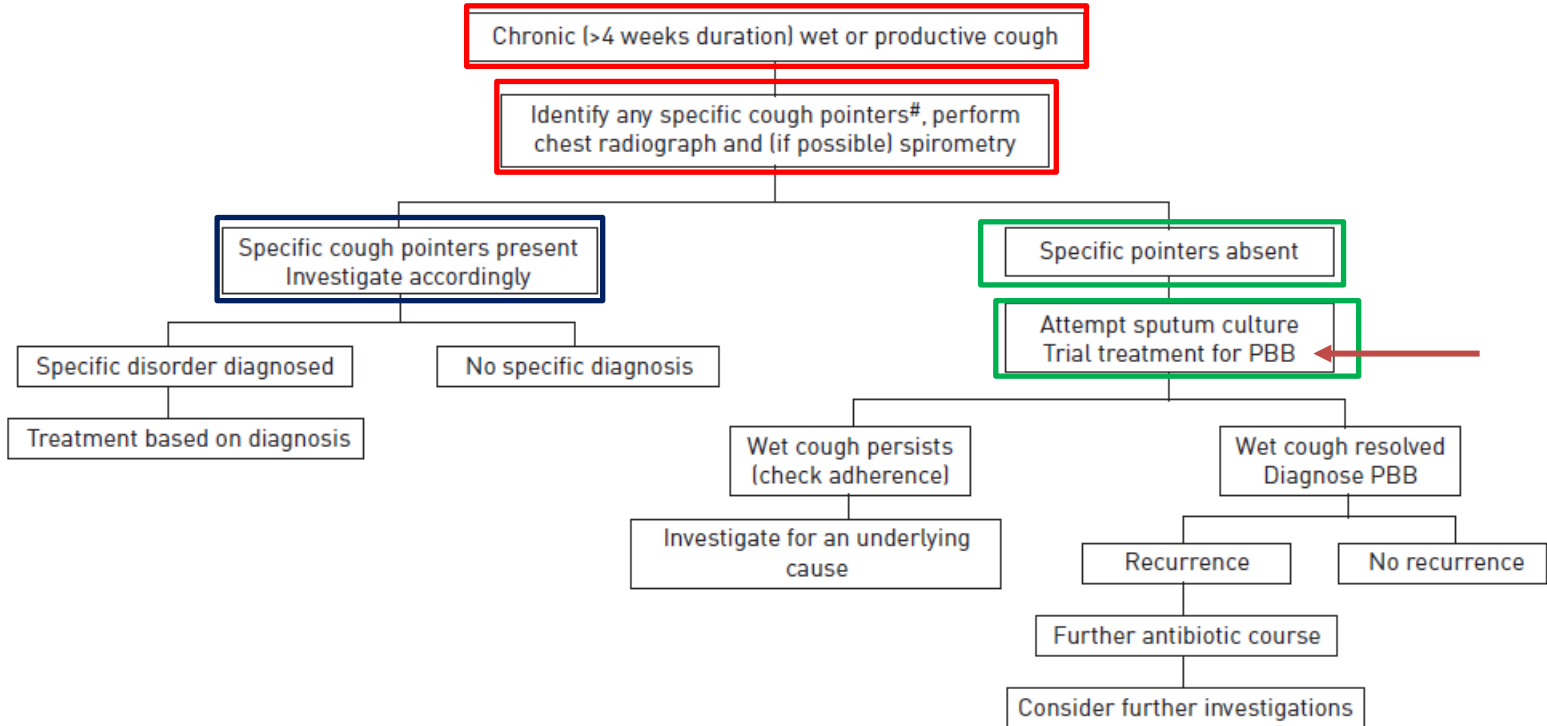 Chronic (>4 weeks duration) wet or productive cough
Identify any specific cough pointers#, perform
chest radiograph and (if possible) spirometry
Specific cough pointers present
Investigate accordingly
Specific pointers absent
Attempt sputum culture
Trial treatment for PBB
Specific disorder diagnosed
No specific diagnosis
Treatment based on diagnosis
Wet cough persists
(check adherence)
Wet cough resolved
Diagnose PBB
Investigate for an underlying
cause
Recurrence
No recurrence
Further antibiotic course
Consider further investigations